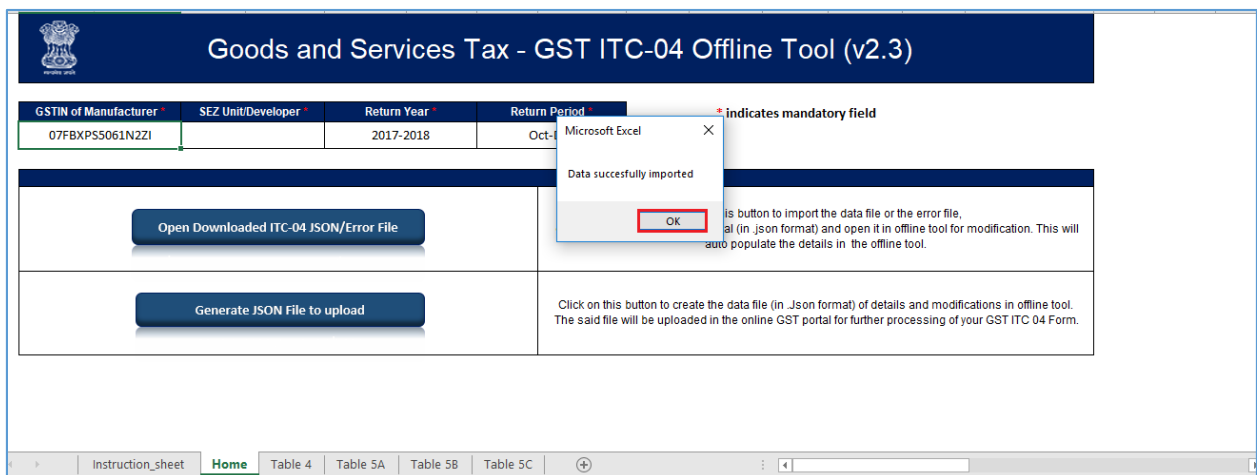 Goods and Services Tax - GST ITC-04 Offline Tool (v2.3)
GSTIN of Manufacturer * SEZ Unit/Developer * Return Year * Return Period *
* indicates mandatory field
07FBXPS5061N2ZI 2017-2018 Oct-
Microsoft Excel
Data succesfully imported
OK
Open Downloaded ITC-04 JSON/Error File
is button to import the data file or the error file,
al (in .json format) and open it in offline tool for modification. This will
auto populate the details in the offline tool.
Generate JSON File to upload
Click on this button to create the data file (in .Json format) of details and modifications in offline tool.
The said file will be uploaded in the online GST portal for further processing of your GST ITC 04 Form.
Instruction_sheet Home Table 4 Table 5A Table 5B Table 5C